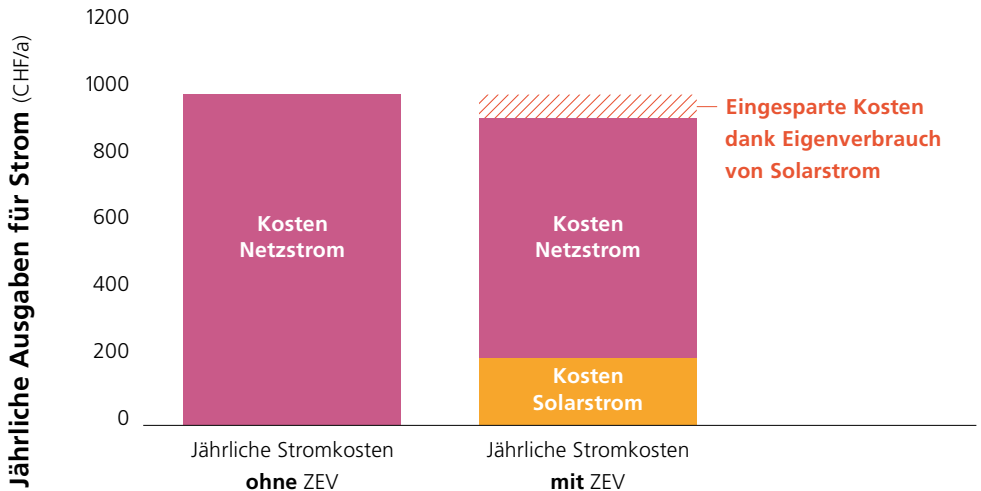 Jährliche Ausgaben für Strom (CHF/a)
1200
1000
800
600
400
200
0
Kosten
Netzstrom
Kosten
Netzstrom
Kosten
Solarstrom
Eingesparte Kosten
dank Eigenverbrauch
von Solarstrom
Jährliche Stromkosten
ohne ZEV
Jährliche Stromkosten
mit ZEV